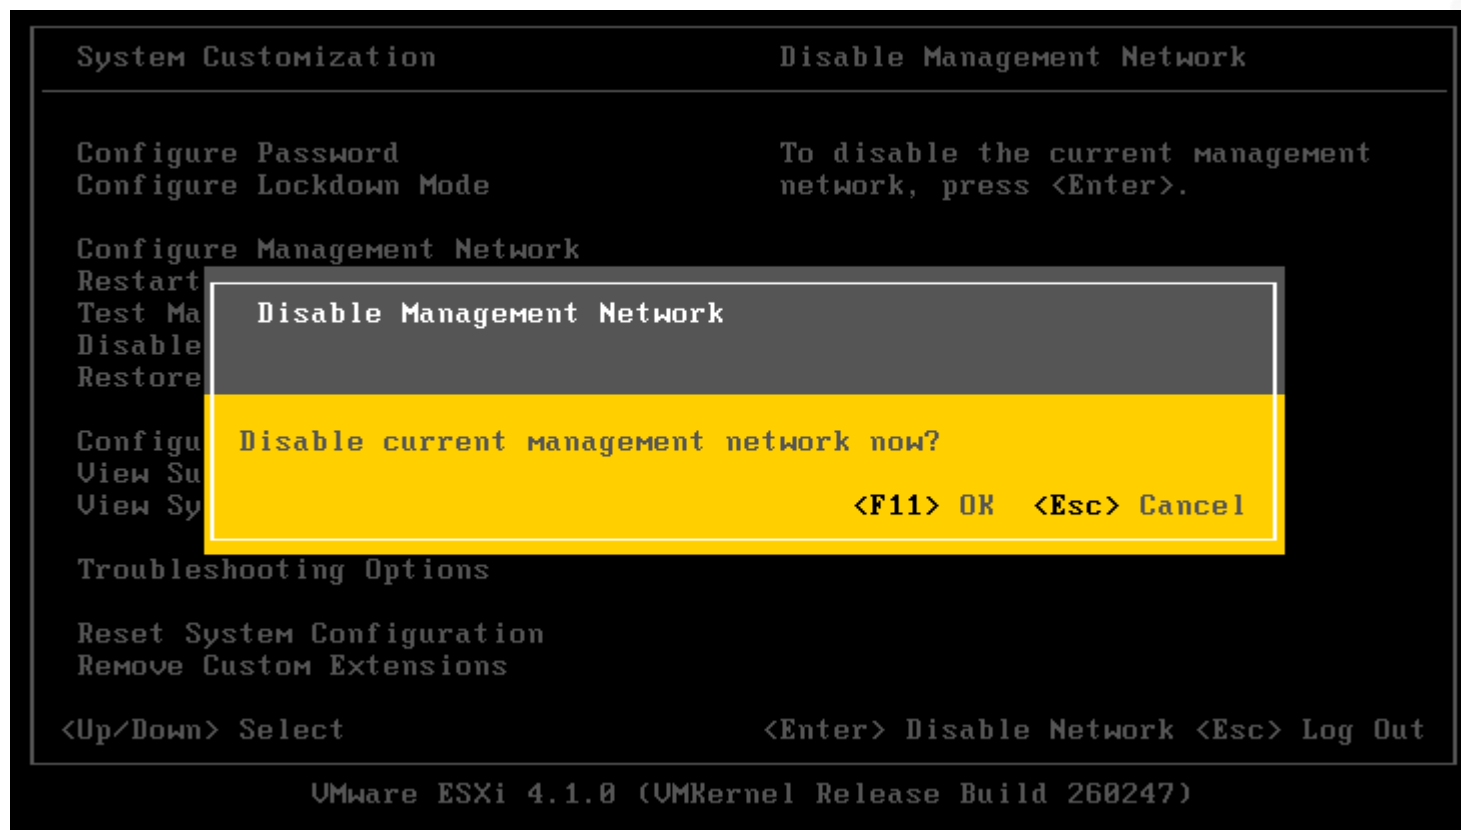 System Customization
Disable Management Network
Configure Password
Configure Lockdown Mode
To disable the current management
network, press <Enter>.
Configure Management Network
Restart
Test Ma
Disable
Restore
Disable Management Network
Disable current management network now?
<F11> OK <Esc> Cancel
Configu
View Su
View Sy
Troubleshooting Options
Reset System Configuration
Remove Custom Extensions
<Up/Down> Select
<Enter> Disable Network <Esc> Log Out
VMware ESXi 4.1.0 (VMKernel Release Build 260247)